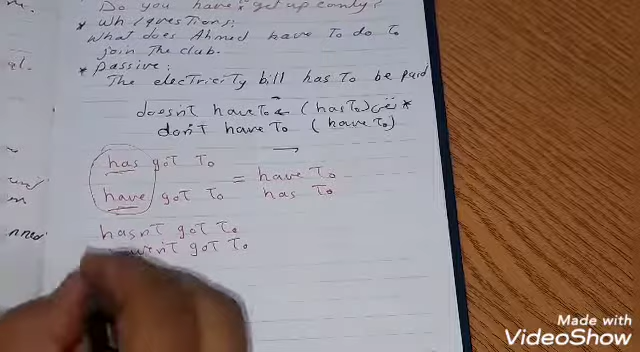 Do you have to get up early?
* Wh/questions:
What does Ahmed have To do To
join The club.
* Passive:
The electricity bill has To be paid
doesn't have To ← (has To) نفي *
don't have To (have To)
has got To
have got To = have To
has To
hasn't got To
haven't got To
Made with
VideoShow